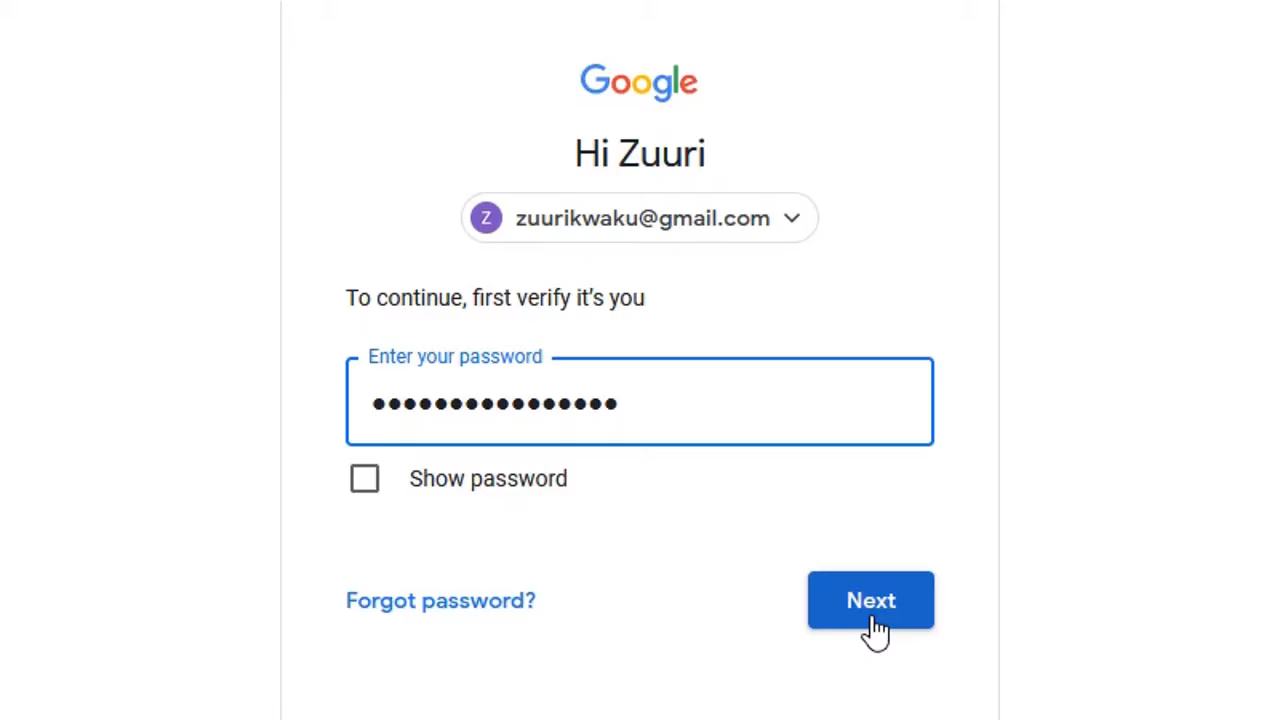 Google
Hi Zuuri
Z zuurikwaku@gmail.com
To continue, first verify it's you
Enter your password
••••••••••••••••
Show password
Forgot password?
Next